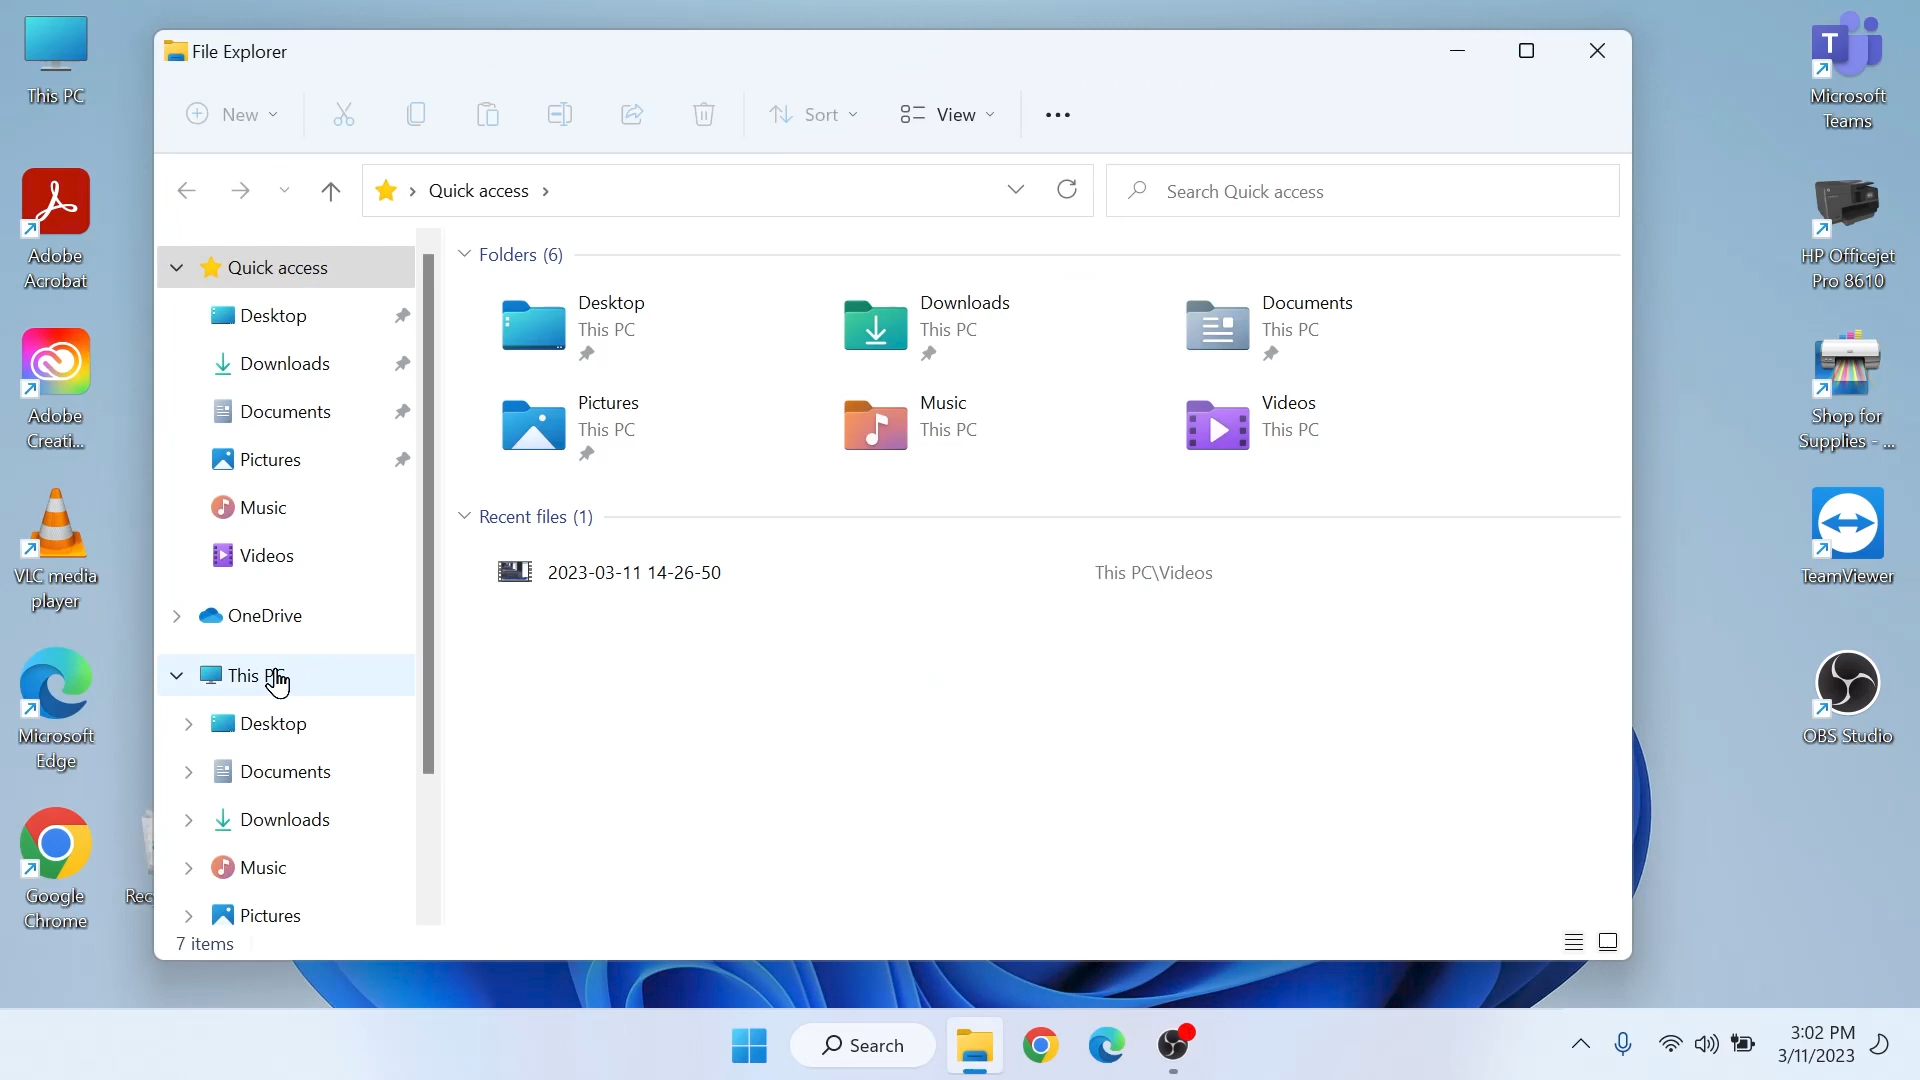 This PC
Adobe
Acrobat
Adobe
Creati...
VLC media
player
Microsoft
Edge
Google
Chrome
Rec
File Explorer
New
Sort
View
Quick access
Search Quick access
Quick access
Desktop
Downloads
Documents
Pictures
Music
Videos
OneDrive
This PC
Desktop
Documents
Downloads
Music
Pictures
7 items
Folders (6)
Desktop
This PC
Downloads
This PC
Documents
This PC
Pictures
This PC
Music
This PC
Videos
This PC
Recent files (1)
2023-03-11 14-26-50
This PC\Videos
T
Microsoft
Teams
HP Officejet
Pro 8610
Shop for
Supplies - ...
TeamViewer
OBS Studio
Search
3:02 PM
3/11/2023